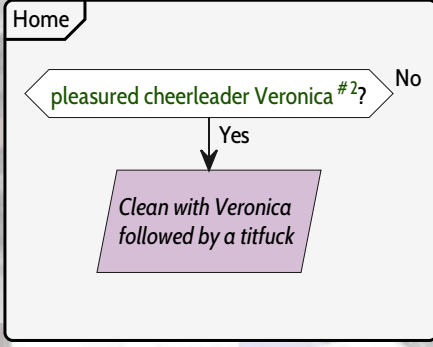 Home
pleasured cheerleader Veronica #2?
No
Yes
Clean with Veronica
followed by a titfuck